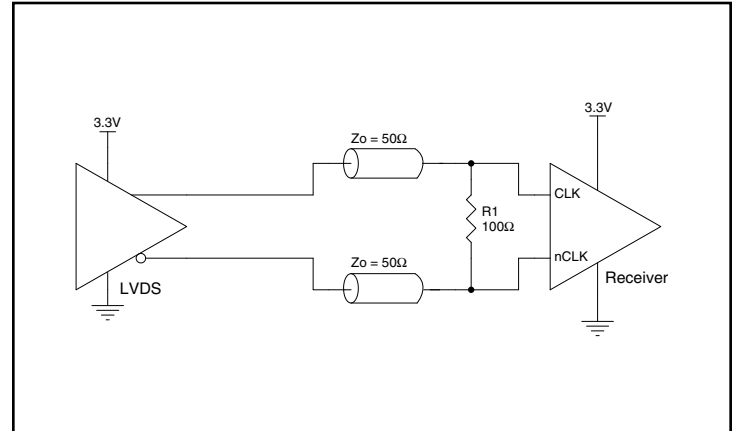 3.3V
3.3V
Zo = 50Ω
CLK
R1
100Ω
nCLK
Zo = 50Ω
Receiver
LVDS